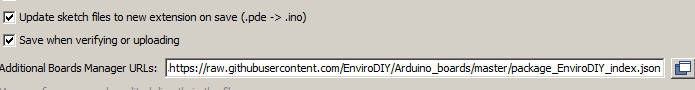 Update sketch files to new extension on save (.pde -> .ino)
Save when verifying or uploading
Additional Boards Manager URLs: .https://raw.githubusercontent.com/EnviroDIY/Arduino_boards/master/package_EnviroDIY_index.json